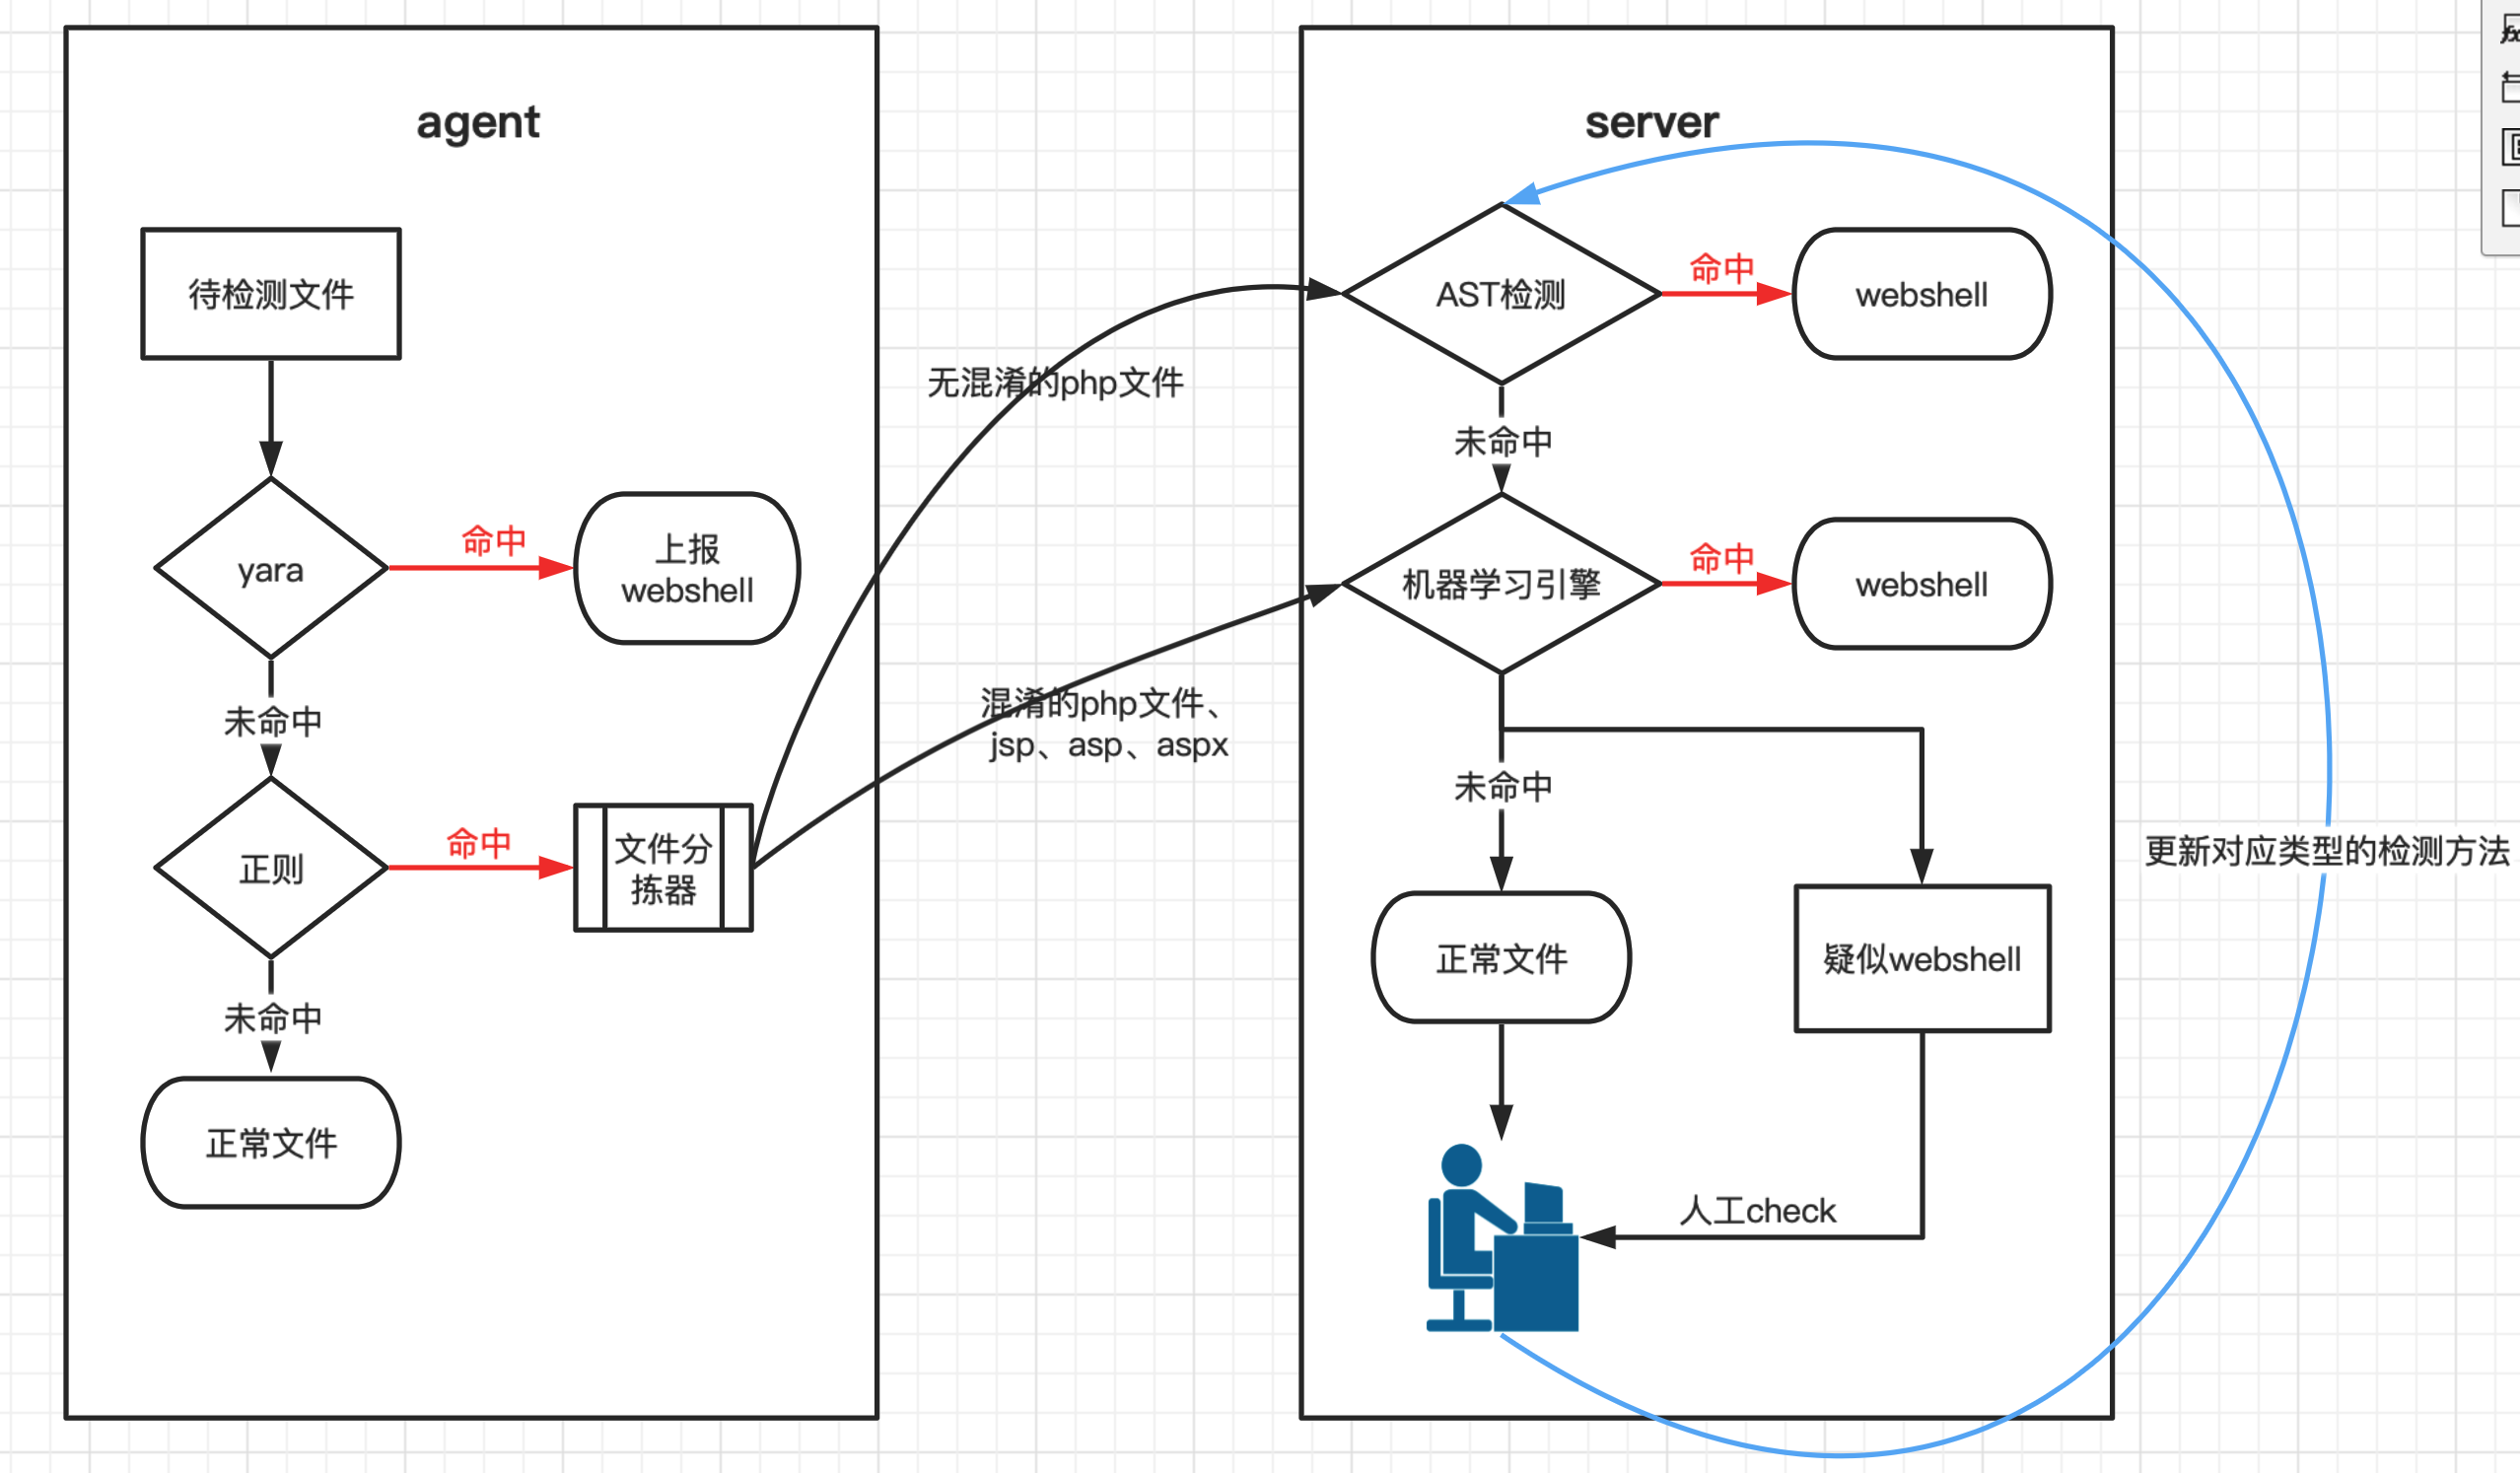 agent
待检测文件
yara
命中
上报
webshell
未命中
正则
命中
文件分
拣器
未命中
正常文件
无混淆的php文件
混淆的php文件、
jsp、asp、aspx
server
AST检测
命中
webshell
未命中
机器学习引擎
命中
webshell
未命中
正常文件
疑似webshell
人工check
更新对应类型的检测方法